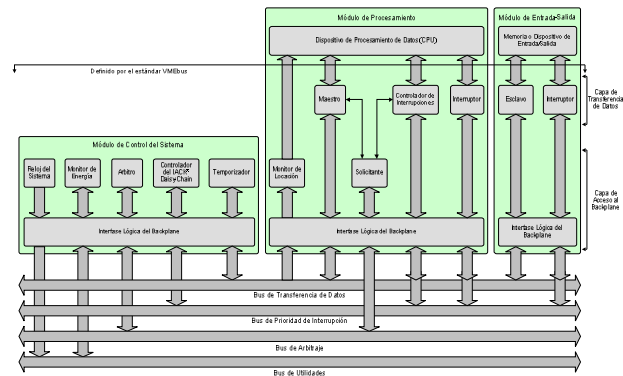 Módulo de Procesamiento
Módulo de Entrada-Salida
Dispositivo de Procesamiento de Datos(CPU)
Memoria o Dispositivo de
Entrada/Salida
Definido por el estándar VMEbus
Maestro
Controlador de
Interrupciones
Interruptor
Esclavo
Interruptor
Capa de
Transferencia
de Datos
Módulo de Control del Sistema
Reloj del
Sistema
Monitor de
Energía
Arbitro
Controlador
del IACK*
Daisy Chain
Temporizador
Monitor de
Locación
Solicitante
Capa de
Acceso al
Backplane
Interfase Lógica del Backplane
Interfase Lógica del Backplane
Interfase Lógica del
Backplane
Bus de Transferencia de Datos
Bus de Prioridad de Interrupción
Bus de Arbitraje
Bus de Utilidades